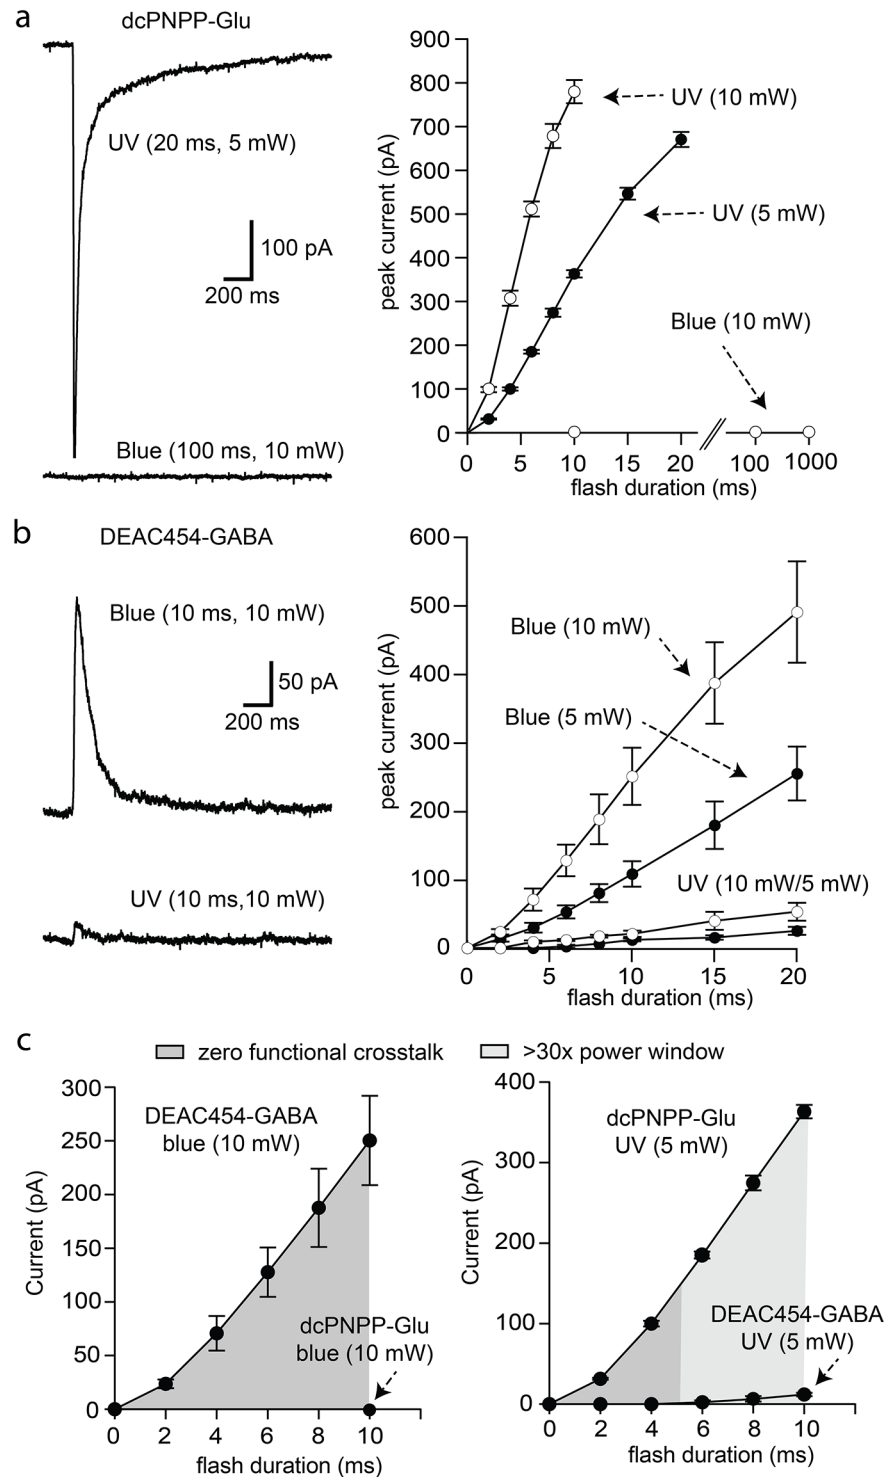 a
dcPNPP-Glu
UV (20 ms, 5 mW)
100 pA
200 ms
Blue (100 ms, 10 mW)
peak current (pA)
900
800
700
600
500
400
300
200
100
0
UV (10 mW)
UV (5 mW)
Blue (10 mW)
0 5 10 15 20 100 1000
flash duration (ms)
b
DEAC454-GABA
Blue (10 ms, 10 mW)
50 pA
200 ms
UV (10 ms,10 mW)
peak current (pA)
600
500
400
300
200
100
0
Blue (10 mW)
Blue (5 mW)
UV (10 mW/5 mW)
0 5 10 15 20
flash duration (ms)
c
zero functional crosstalk
>30x power window
Current (pA)
300
250
200
150
100
50
0
DEAC454-GABA
blue (10 mW)
dcPNPP-Glu
blue (10 mW)
0 2 4 6 8 10
flash duration (ms)
Current (pA)
400
300
200
100
0
dcPNPP-Glu
UV (5 mW)
DEAC454-GABA
UV (5 mW)
0 2 4 6 8 10
flash duration (ms)